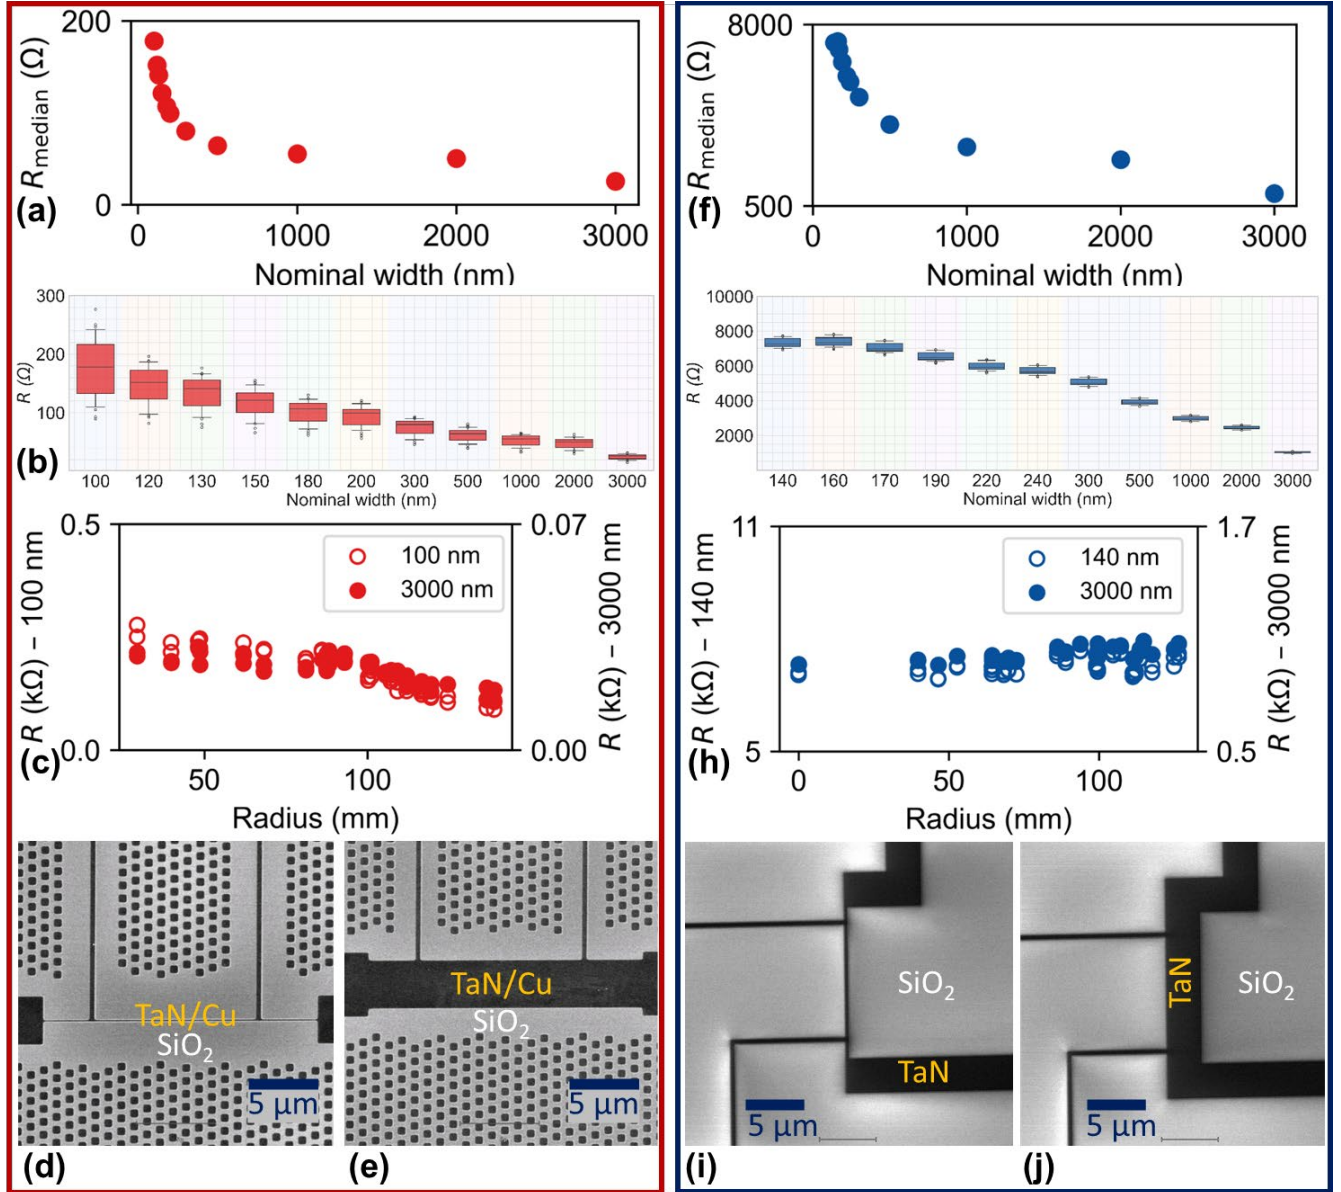 200
R median (Ω)
0
(a)
0 1000 2000 3000
Nominal width (nm)
300
200
100
R (Ω)
(b)
100 120 130 150 180 200 300 500 1000 2000 3000
Nominal width (nm)
0.5 0.07
R (kΩ) − 100 nm
R (kΩ) − 3000 nm
100 nm
3000 nm
0.0 0.00
(c)
50 100
Radius (mm)
TaN/Cu
SiO2
5 µm
(d)
TaN/Cu
SiO2
5 µm
(e)
8000
R median (Ω)
500
(f)
0 1000 2000 3000
Nominal width (nm)
10000
8000
6000
4000
2000
R (Ω)
140 160 170 190 220 240 300 500 1000 2000 3000
Nominal width (nm)
11 1.7
R (kΩ) − 140 nm
R (kΩ) − 3000 nm
140 nm
3000 nm
5 0.5
(h)
0 50 100
Radius (mm)
SiO2
TaN
5 µm
(i)
TaN
SiO2
5 µm
(j)